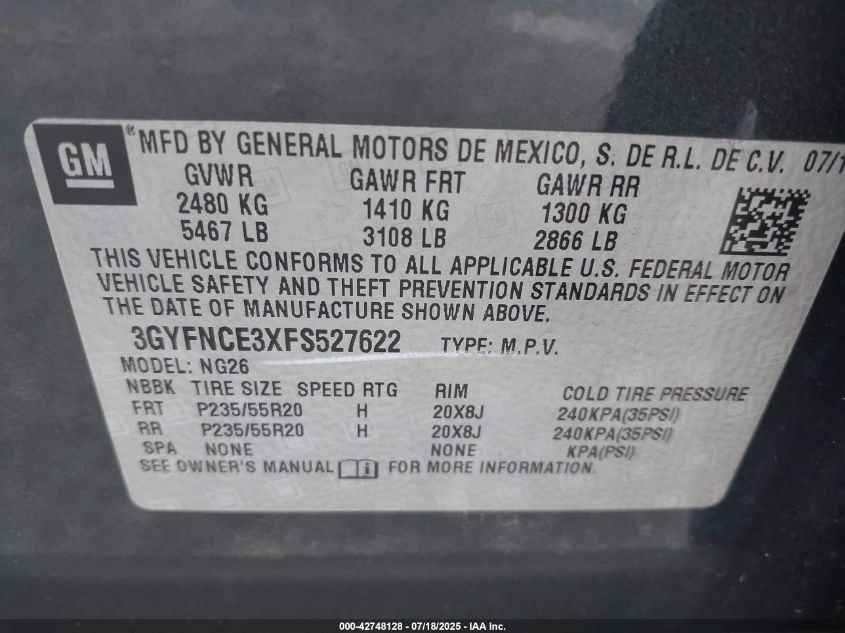 GM
® MFD BY GENERAL MOTORS DE MEXICO, S. DE R.L. DE C.V. 07/1
GVWR GAWR FRT GAWR RR
2480 KG 1410 KG 1300 KG
5467 LB 3108 LB 2866 LB
THIS VEHICLE CONFORMS TO ALL APPLICABLE U.S. FEDERAL MOTOR
VEHICLE SAFETY AND THEFT PREVENTION STANDARDS IN EFFECT ON
THE DATE OF MANUFACTURE SHOWN ABOVE.
3GYFNCE3XFS527622 TYPE: M.P.V.
MODEL: NG26
NBBK TIRE SIZE SPEED RTG RIM COLD TIRE PRESSURE
FRT P235/55R20 H 20X8J 240KPA(35PSI)
RR P235/55R20 H 20X8J 240KPA(35PSI)
SPA NONE NONE KPA(PSI)
SEE OWNER'S MANUAL i FOR MORE INFORMATION.
000-42748128 - 07/18/2025 - IAA Inc.